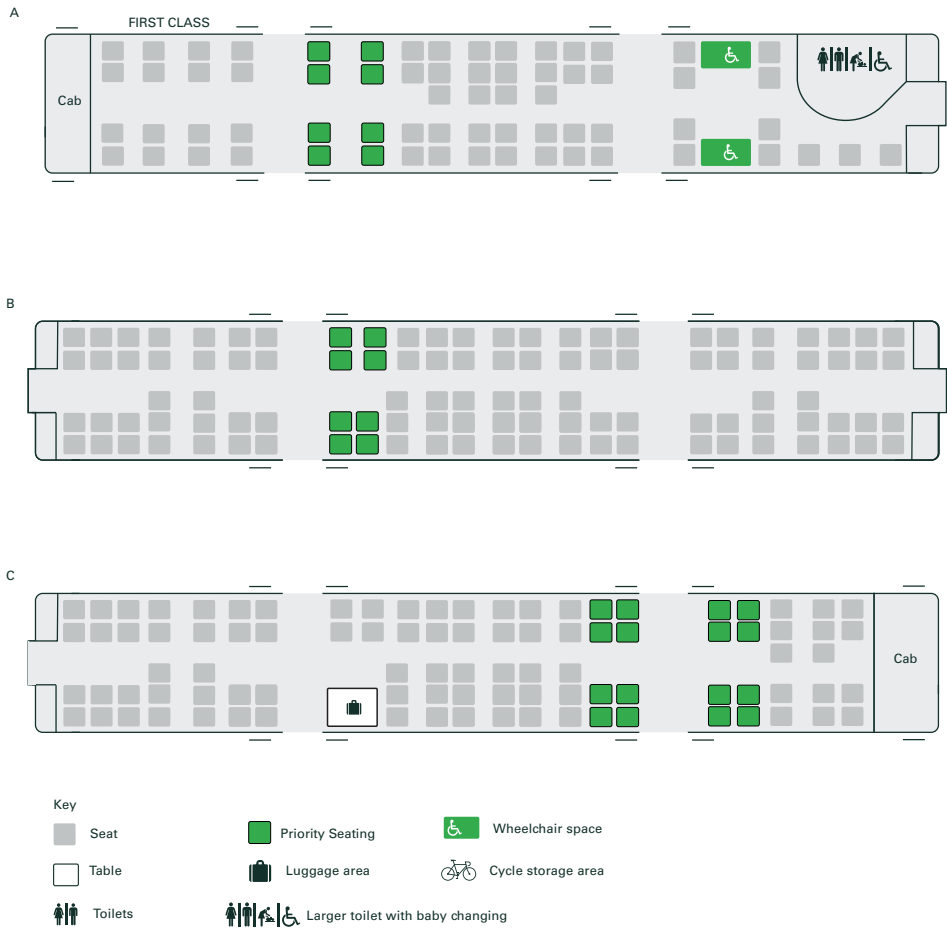 A
FIRST CLASS
Cab
B
C
Cab
Key
Seat
Priority Seating
Wheelchair space
Table
Luggage area
Cycle storage area
Toilets
Larger toilet with baby changing